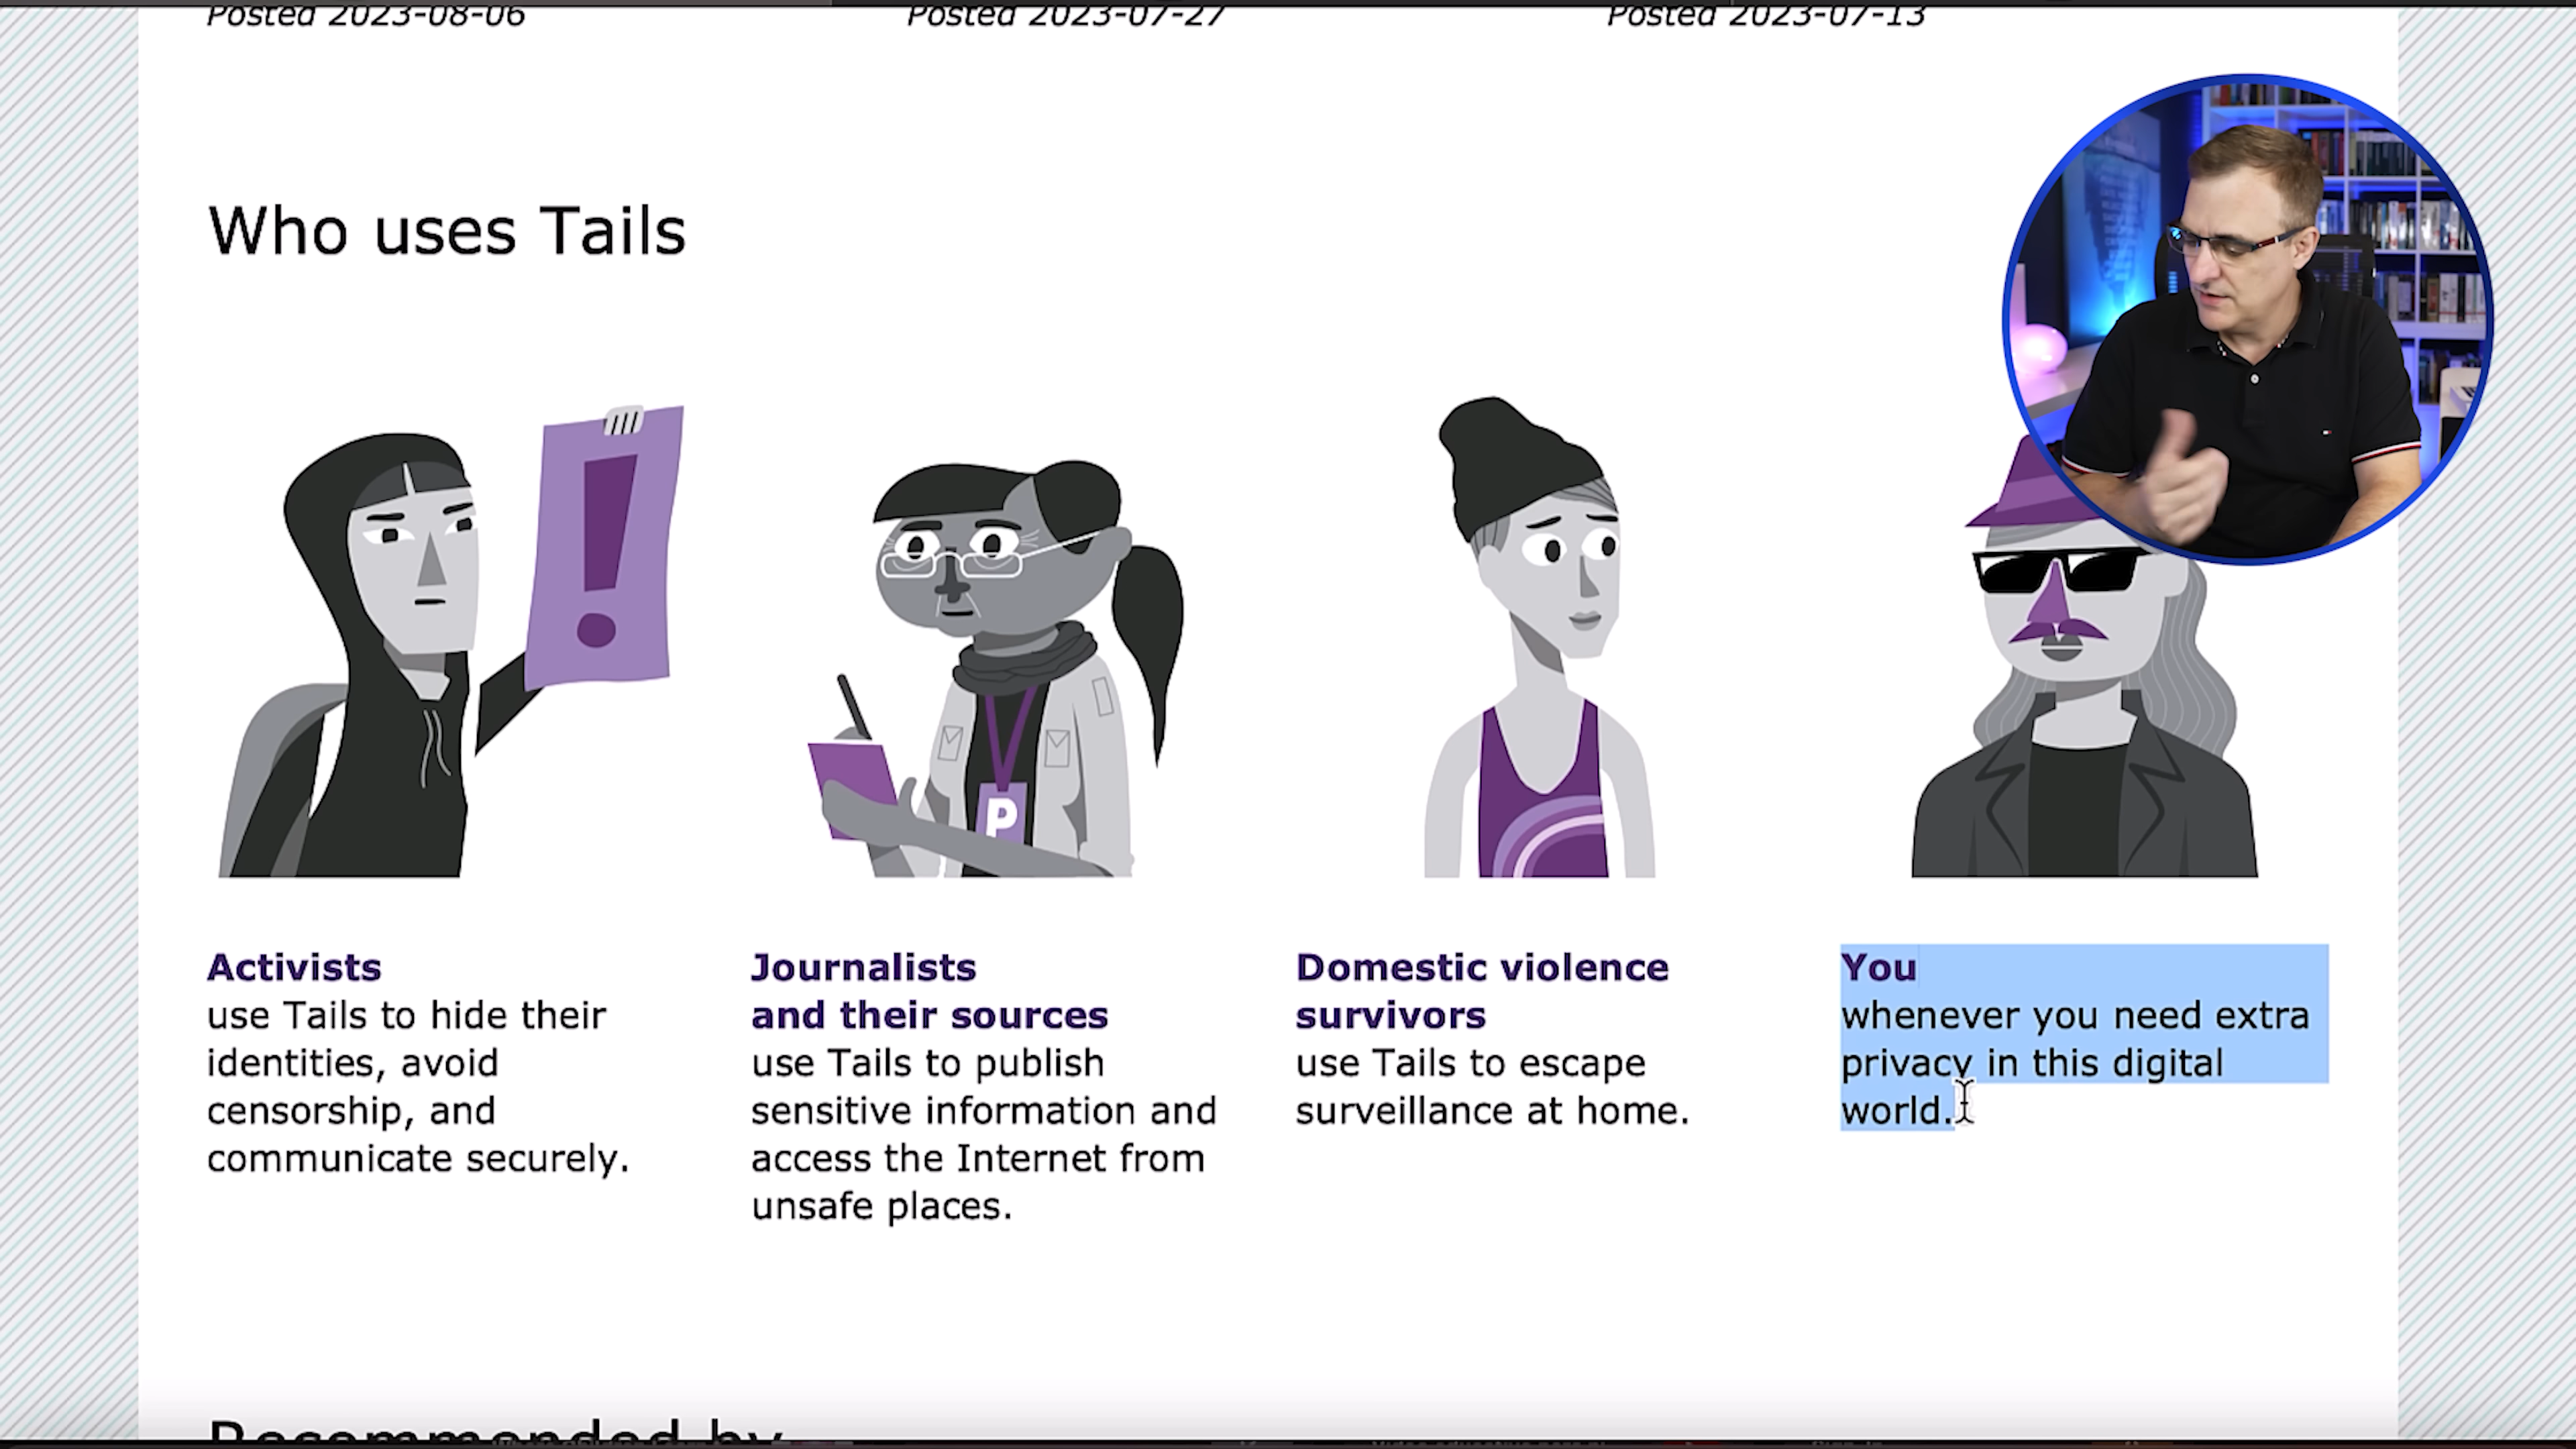 Posted 2023-08-06
Posted 2023-07-27
Posted 2023-07-13
Who uses Tails
!
P
Activists
use Tails to hide their
identities, avoid
censorship, and
communicate securely.
Journalists
and their sources
use Tails to publish
sensitive information and
access the Internet from
unsafe places.
Domestic violence
survivors
use Tails to escape
surveillance at home.
You
whenever you need extra
privacy in this digital
world.
Recommended by